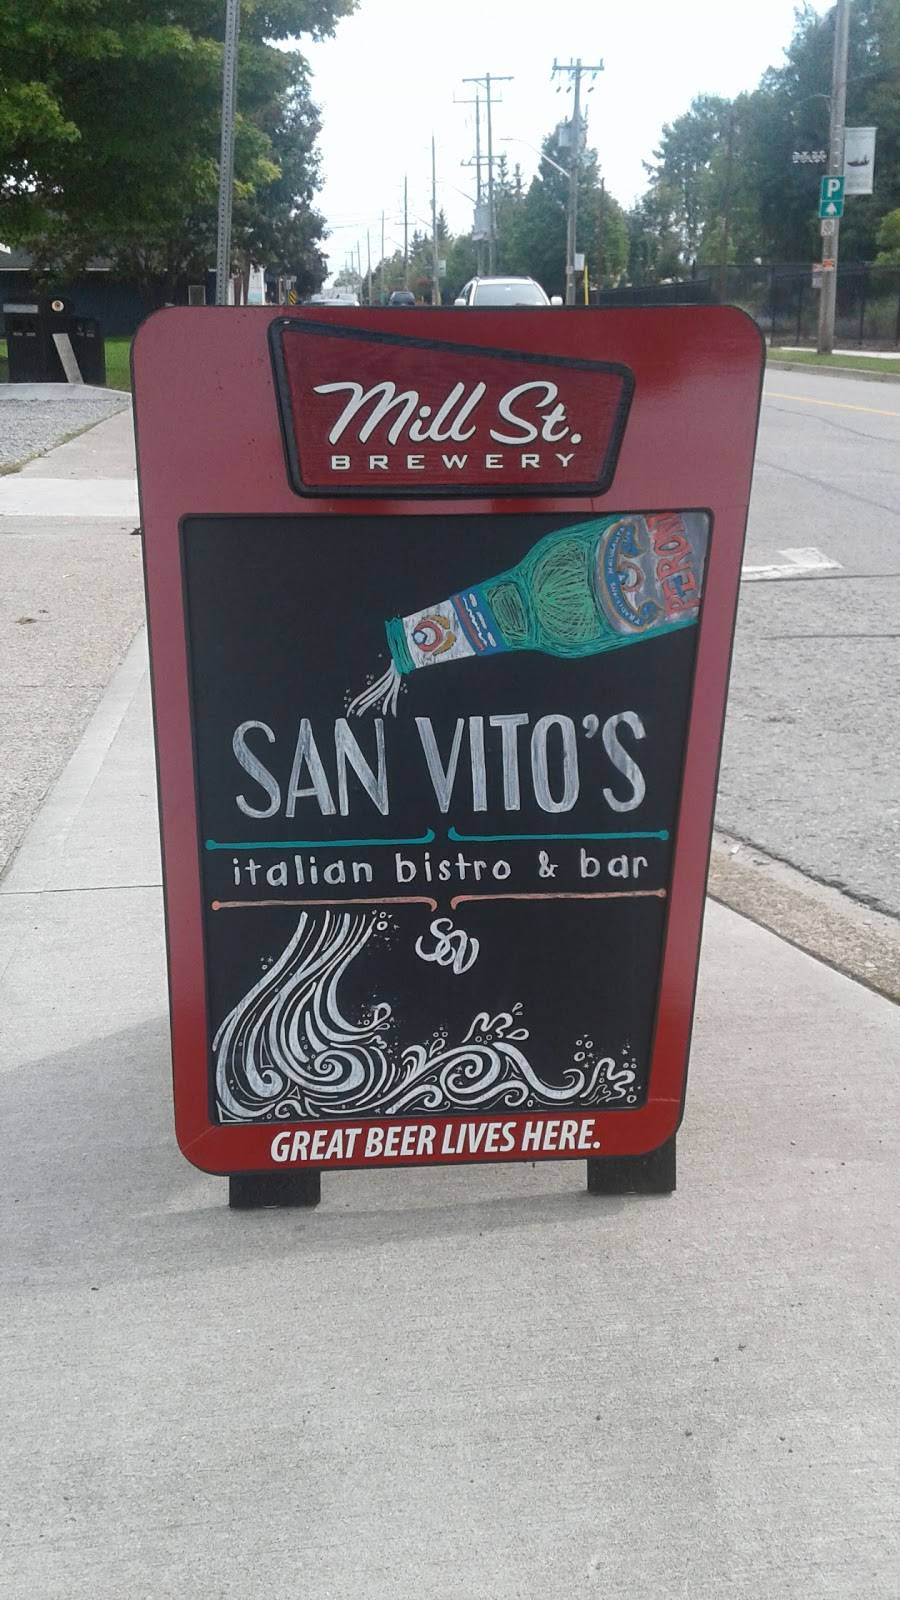 P
Mill St.
BREWERY
PERONI
SAN VITO'S
italian bistro & bar
SV
GREAT BEER LIVES HERE.